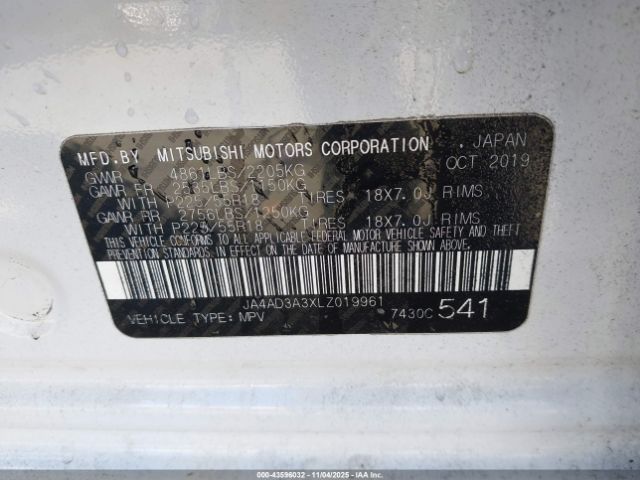 MFD.BY MITSUBISHI MOTORS CORPORATION JAPAN
GVWR 4861LBS/2205KG OCT 2019
GAWR FR 2535LBS/1150KG
WITH P225/55R18 TIRES 18X7.0J RIMS
GAWR RR 2756LBS/1250KG
WITH P225/55R18 TIRES 18X7.0J RIMS
THIS VEHICLE CONFORMS TO ALL APPLICABLE FEDERAL MOTOR VEHICLE SAFETY, BUMPER AND THEFT
PREVENTION STANDARDS IN EFFECT ON THE DATE OF MANUFACTURE SHOWN ABOVE.
JA4AD3A3XLZ019961
VEHICLE TYPE: MPV 7430C 541
000-43596032 - 11/04/2025 - IAAI